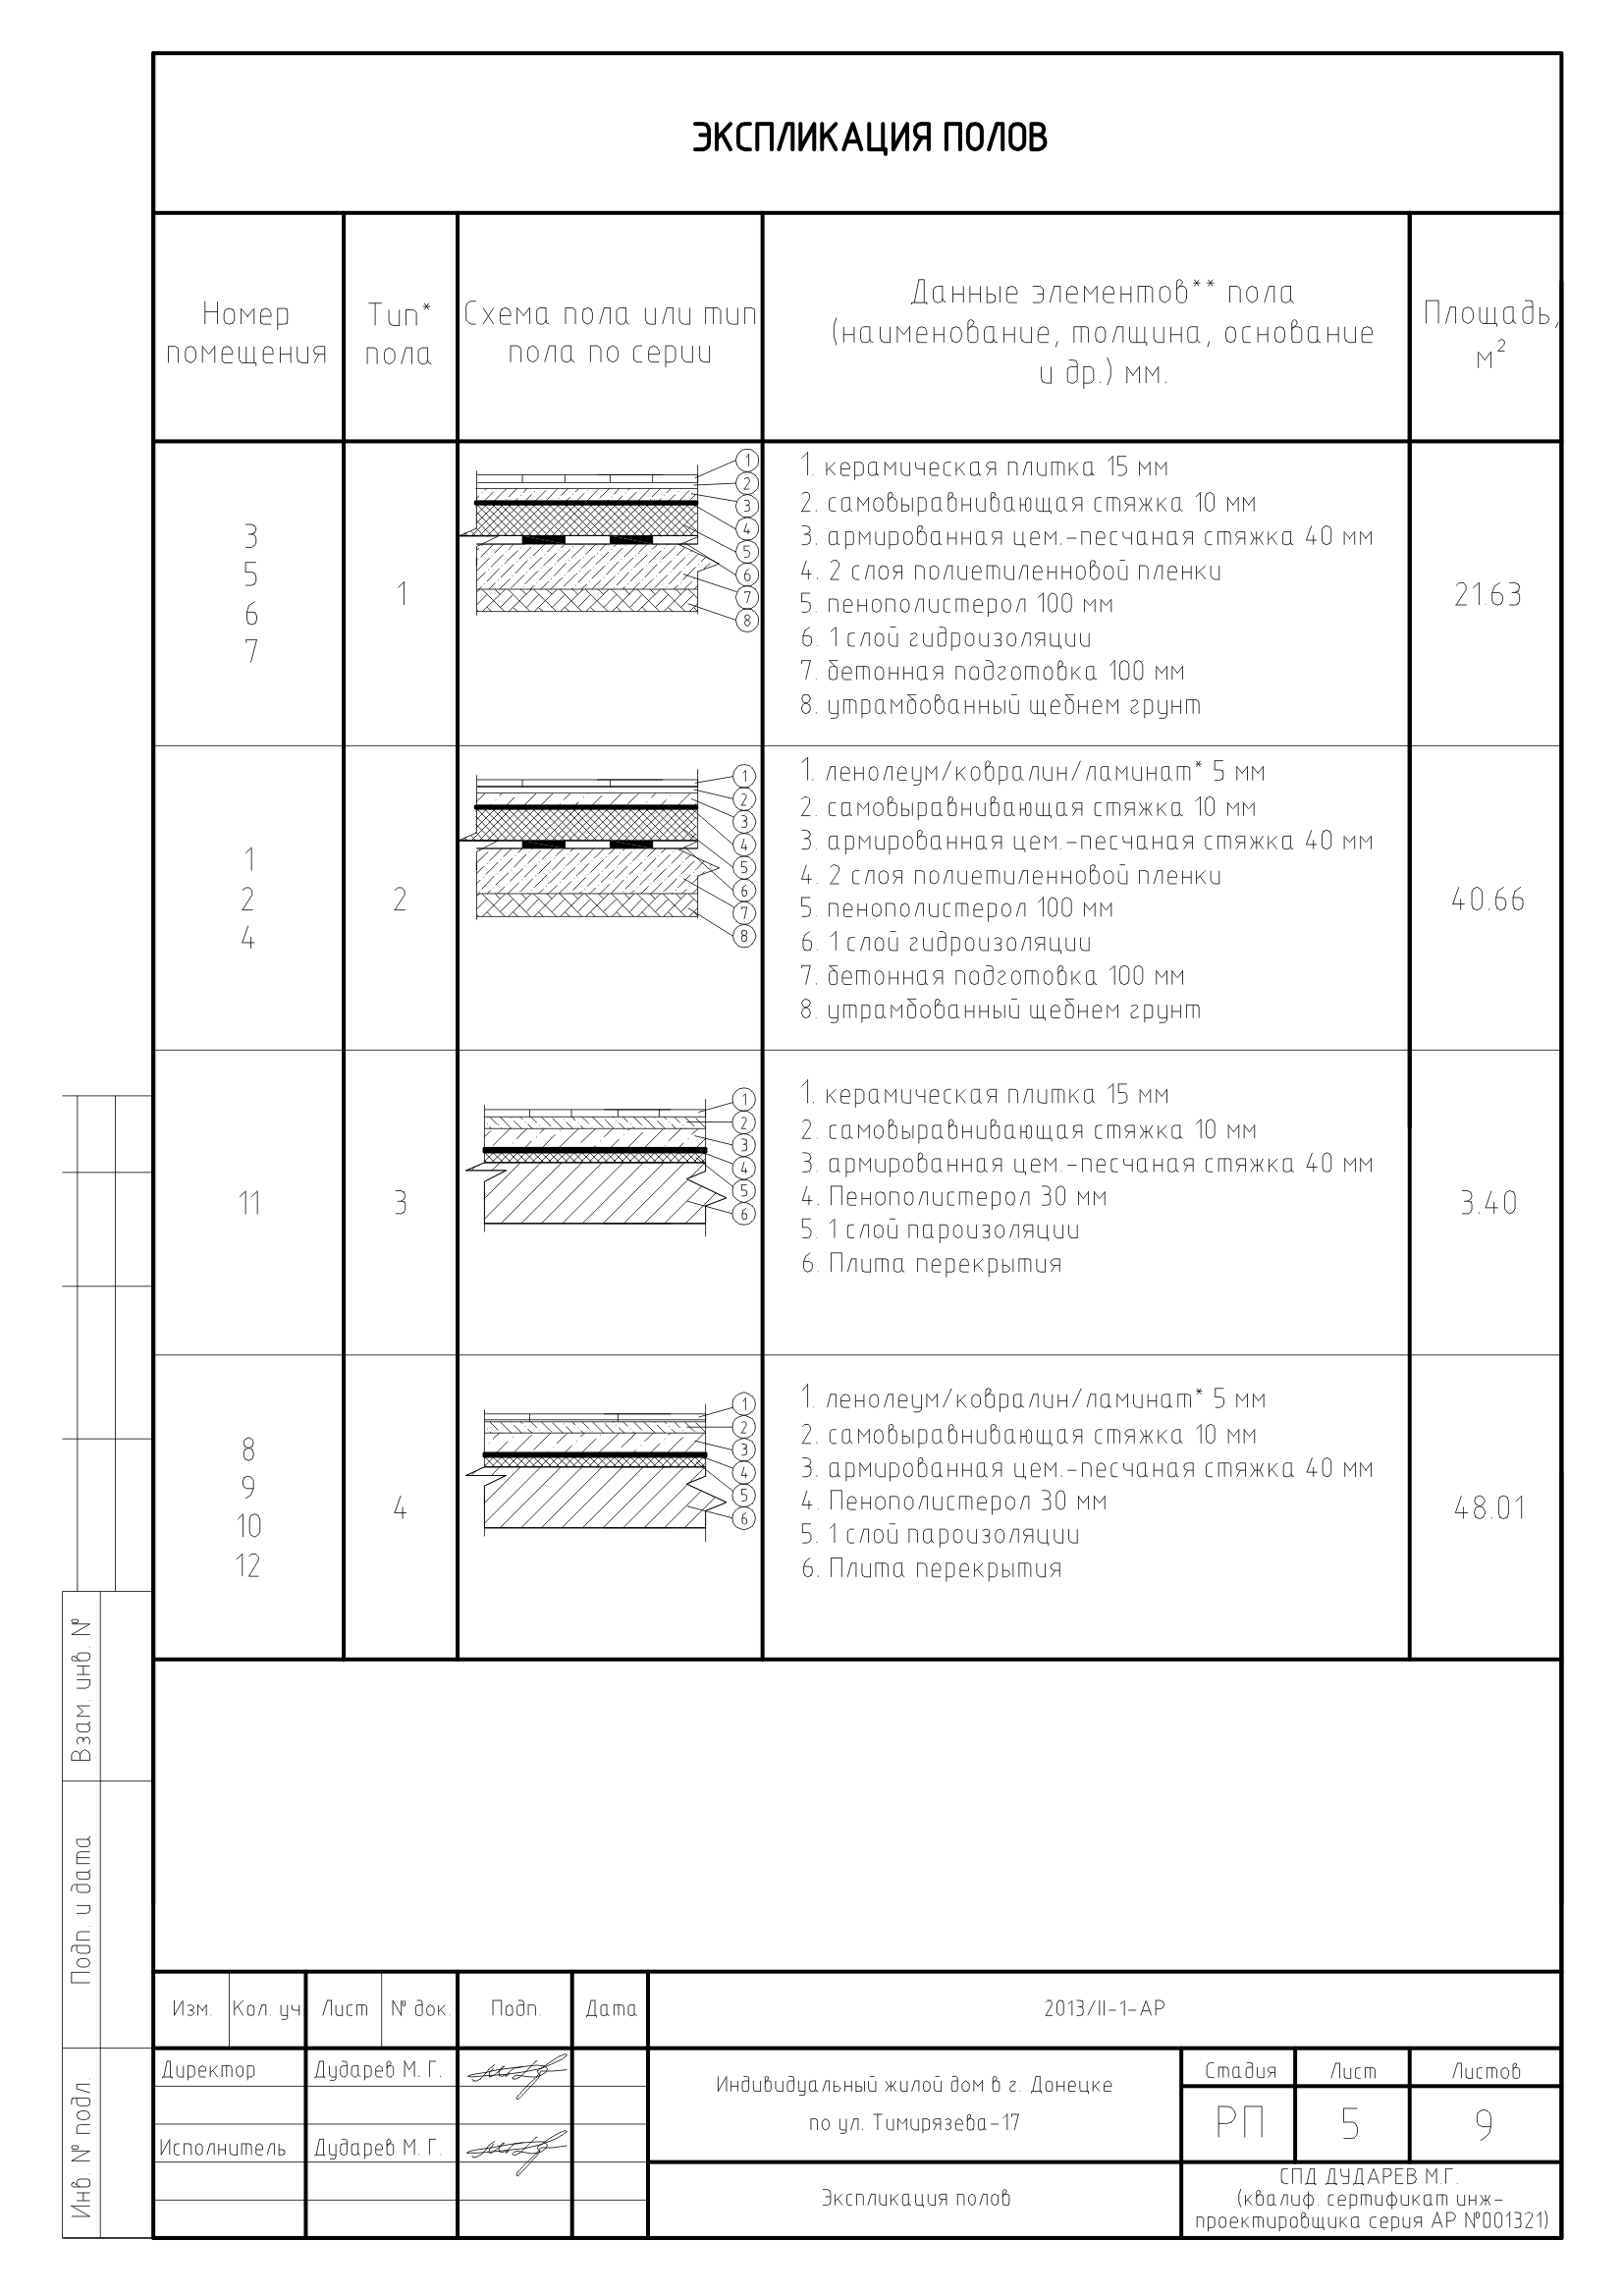 ЭКСПЛИКАЦИЯ ПОЛОВ
Номер
помещения
Тип*
пола
Схема пола или тип
пола по серии
Данные элементов** пола
(наименование, толщина, основание
и др.) мм.
Площадь,
м²
3
5
6
7
1
1
2
3
4
5
6
7
8
1. керамическая плитка 15 мм
2. самовыравнивающая стяжка 10 мм
3. армированная цем.-песчаная стяжка 40 мм
4. 2 слоя полиетиленновой пленки
5. пенополистерол 100 мм
6. 1 слой гидроизоляции
7. бетонная подготовка 100 мм
8. утрамбованный щебнем грунт
21.63
1
2
4
2
1
2
3
4
5
6
7
8
1. ленолеум/ковралин/ламинат* 5 мм
2. самовыравнивающая стяжка 10 мм
3. армированная цем.-песчаная стяжка 40 мм
4. 2 слоя полиетиленновой пленки
5. пенополистерол 100 мм
6. 1 слой гидроизоляции
7. бетонная подготовка 100 мм
8. утрамбованный щебнем грунт
40.66
11
3
1
2
3
4
5
6
1. керамическая плитка 15 мм
2. самовыравнивающая стяжка 10 мм
3. армированная цем.-песчаная стяжка 40 мм
4. Пенополистерол 30 мм
5. 1 слой пароизоляции
6. Плита перекрытия
3.40
8
9
10
12
4
1
2
3
4
5
6
1. ленолеум/ковралин/ламинат* 5 мм
2. самовыравнивающая стяжка 10 мм
3. армированная цем.-песчаная стяжка 40 мм
4. Пенополистерол 30 мм
5. 1 слой пароизоляции
6. Плита перекрытия
48.01
Взам. инв. №
Подп. и дата
Инв. № подл.
Изм.
Кол. уч.
Лист
№ док.
Подп.
Дата
2013/II-1-АР
Директор
Дударев М. Г.
Исполнитель
Дударев М. Г.
Индивидуальный жилой дом в г. Донецке
по ул. Тимирязева-17
Стадия
Лист
Листов
РП
5
9
Экспликация полов
СПД ДУДАРЕВ М.Г.
(квалиф. сертификат инж-
проектировщика серия АР №001321)